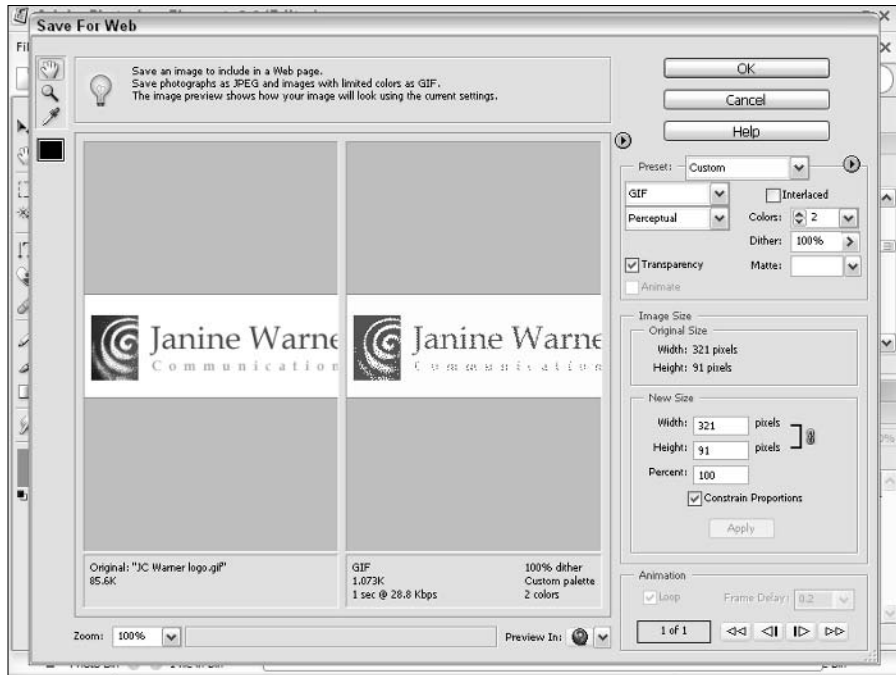 Save For Web
Save an image to include in a Web page.
Save photographs as JPEG and images with limited colors as GIF.
The image preview shows how your image will look using the current settings.
OK
Cancel
Help
Preset: Custom
GIF
Interlaced
Perceptual
Colors: 2
Dither: 100%
Transparency
Matte:
Animate
Janine Warne
Communication
Janine Warne
Communication
Image Size
Original Size
Width: 321 pixels
Height: 91 pixels
New Size
Width: 321 pixels
Height: 91 pixels
Percent: 100
Constrain Proportions
Apply
Original: "JC Warner logo.gif"
85.6K
GIF
1.073K
1 sec @ 28.8 Kbps
100% dither
Custom palette
2 colors
Animation
Loop
Frame Delay: 0.2
1 of 1
Zoom: 100%
Preview In: